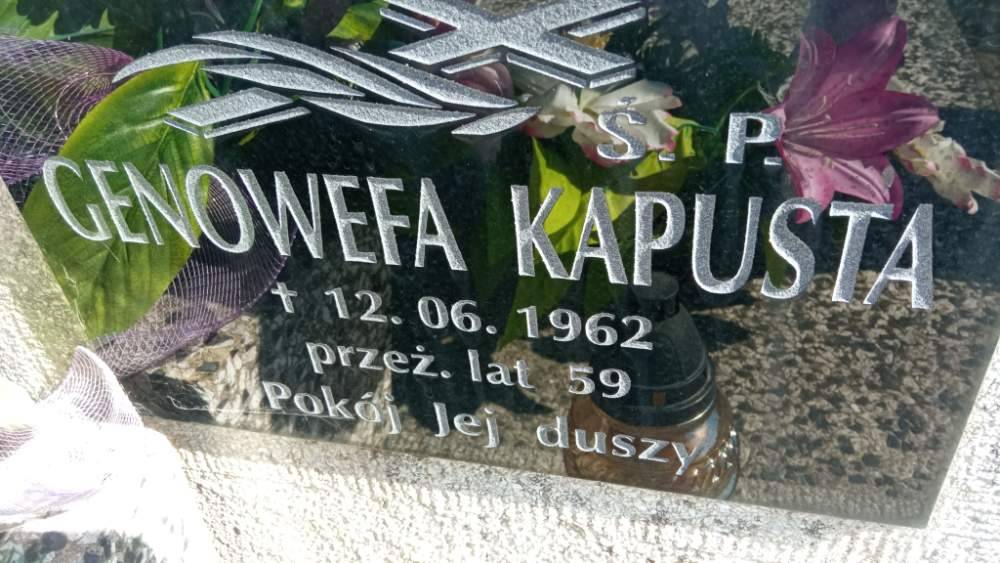 Ś. P.
GENOWEFA KAPUSTA
✝ 12. 06. 1962
przeż. lat 59
Pokój Jej duszy